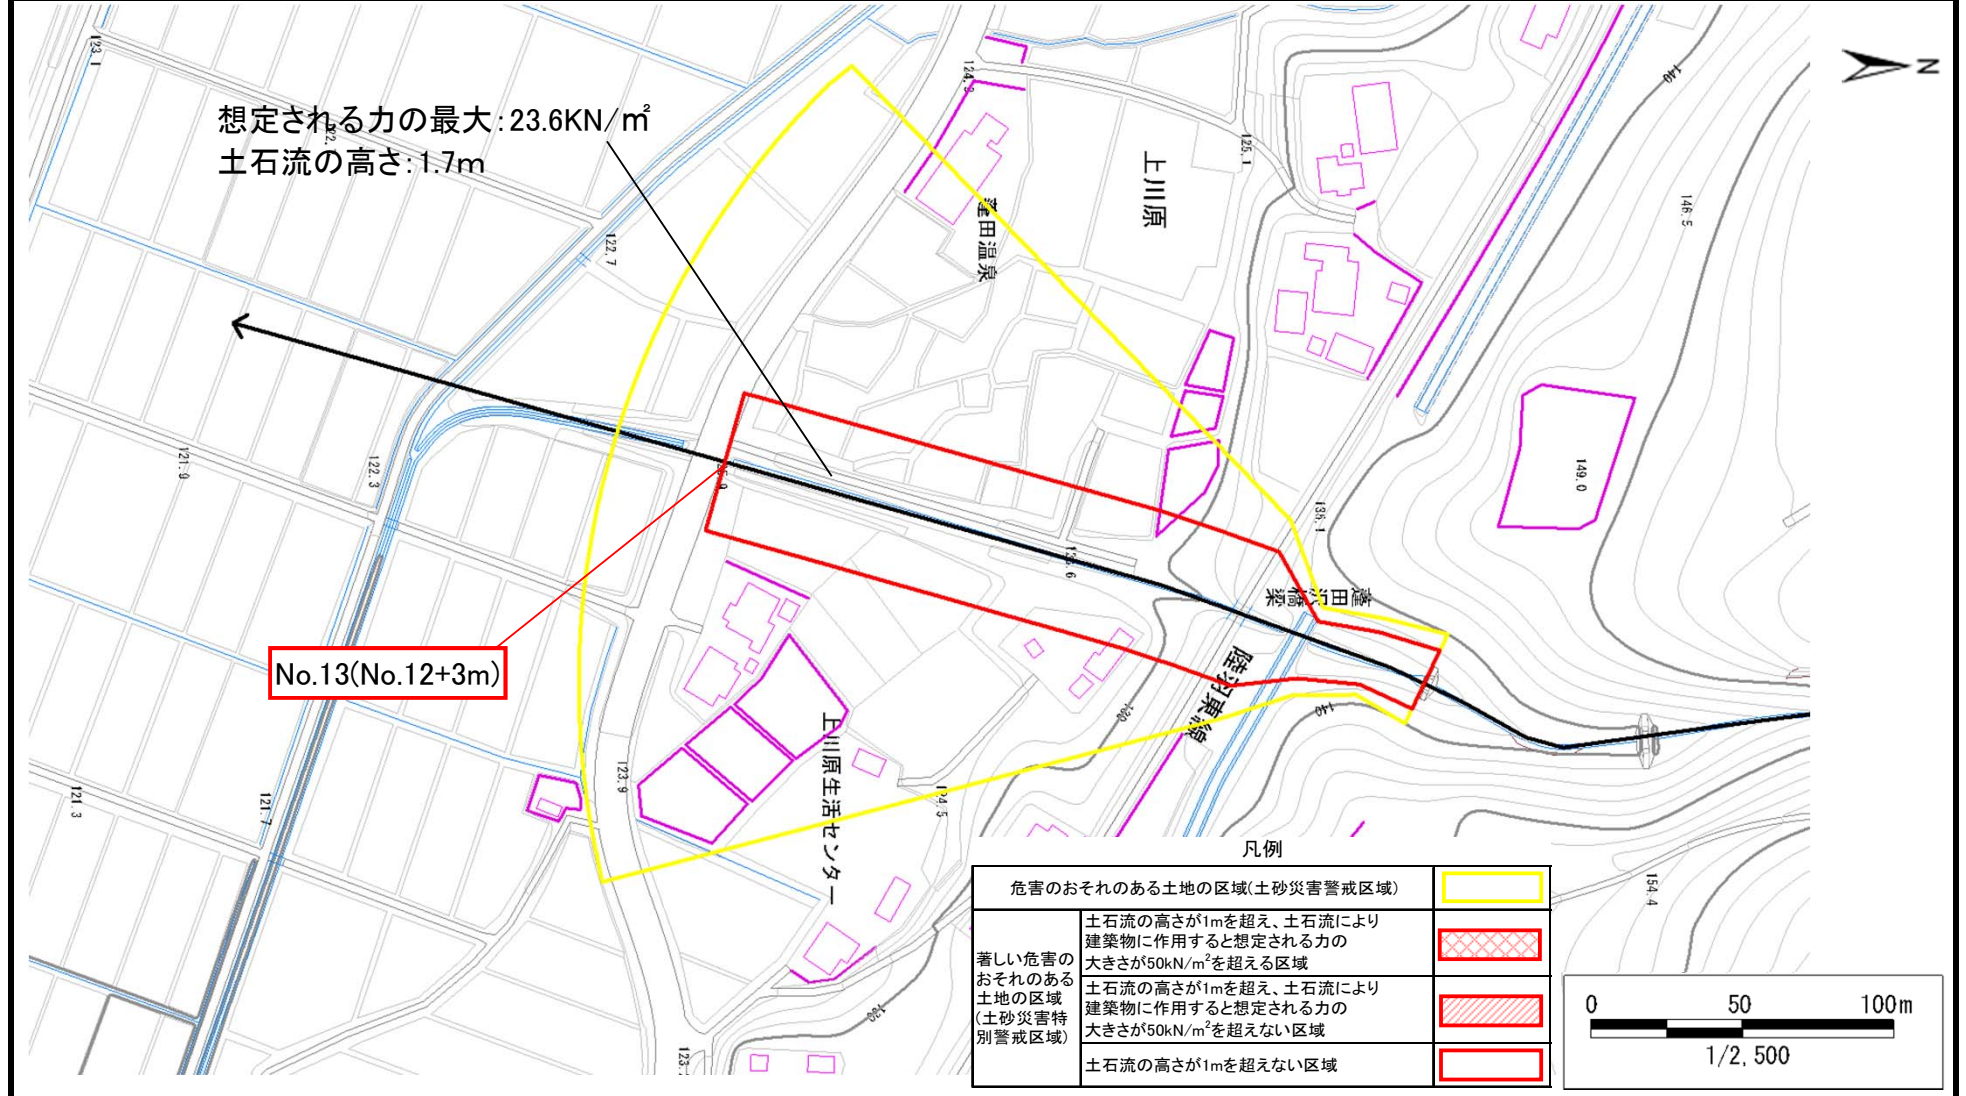 想定される力の最大:23.6KN/㎡
土石流の高さ:1.7m
N
123.1
124.9
125.1
140
146.5
上川原
蓬田温泉
122.7
149.0
121.9
122.3
135.1
蓬田沢橋梁
陸羽東線
No.13(No.12+3m)
上川原生活センター
130
123.9
124.5
121.3
121.7
154.4
130
凡例
危害のおそれのある土地の区域(土砂災害警戒区域)
著しい危害の
おそれのある
土地の区域
(土砂災害特
別警戒区域)
土石流の高さが1mを超え、土石流により
建築物に作用すると想定される力の
大きさが50kN/m²を超える区域
土石流の高さが1mを超え、土石流により
建築物に作用すると想定される力の
大きさが50kN/m²を超えない区域
土石流の高さが1mを超えない区域
0 50 100m
1/2,500